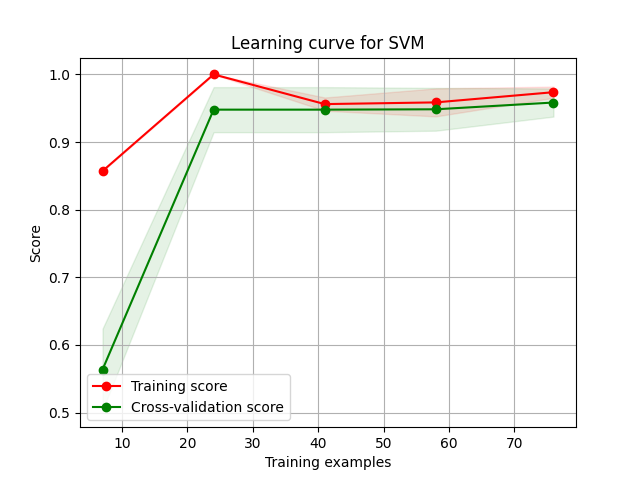 Learning curve for SVM
1.0
0.9
0.8
0.7
0.6
0.5
Score
Training score
Cross-validation score
10 20 30 40 50 60 70
Training examples